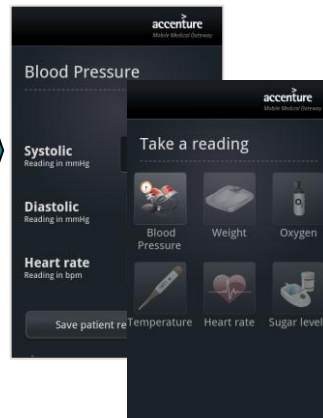 accenture
Mobile Medical Gateway
Blood Pressure
Systolic
Reading in mmHg
Diastolic
Reading in mmHg
Heart rate
Reading in bpm
Save patient re
accenture
Mobile Medical Gateway
Take a reading
Blood Pressure
Weight
Oxygen
Temperature
Heart rate
Sugar level